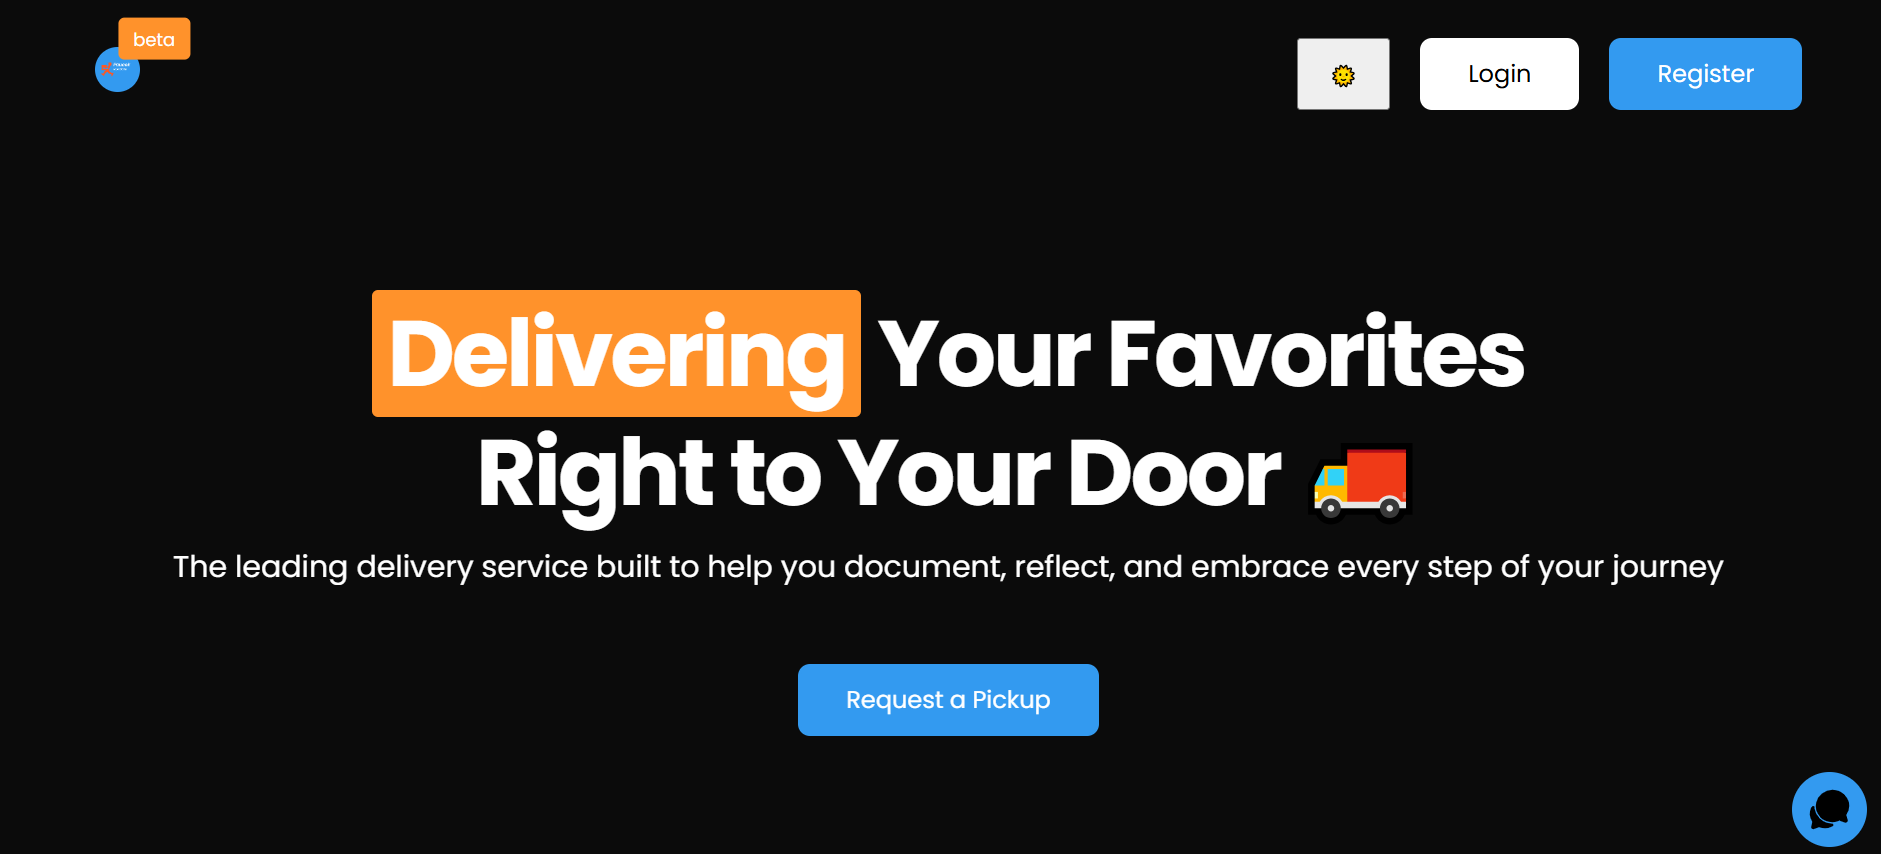 beta
Login
Register
Delivering Your Favorites
Right to Your Door
The leading delivery service built to help you document, reflect, and embrace every step of your journey
Request a Pickup